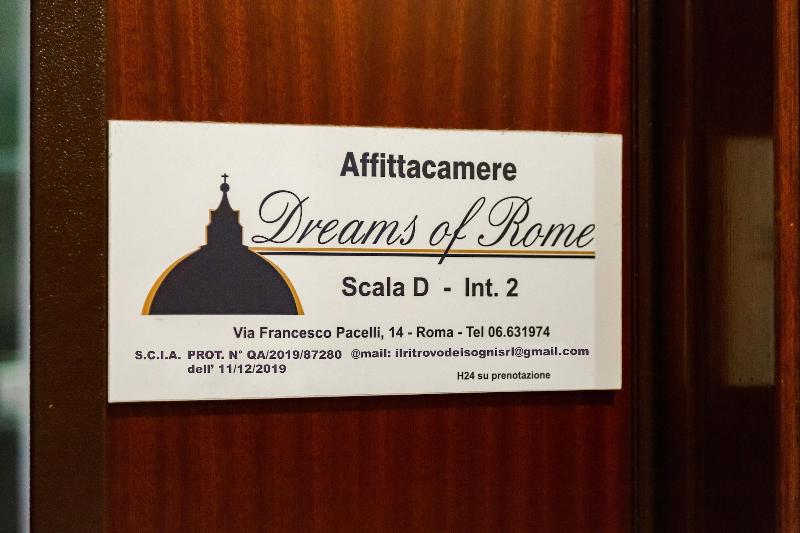 Affittacamere
Dreams of Rome
Scala D - Int. 2
Via Francesco Pacelli, 14 - Roma - Tel 06.631974
S.C.I.A. PROT. N° QA/2019/87280 @mail: ilritrovodeisognisrl@gmail.com
dell' 11/12/2019
H24 su prenotazione